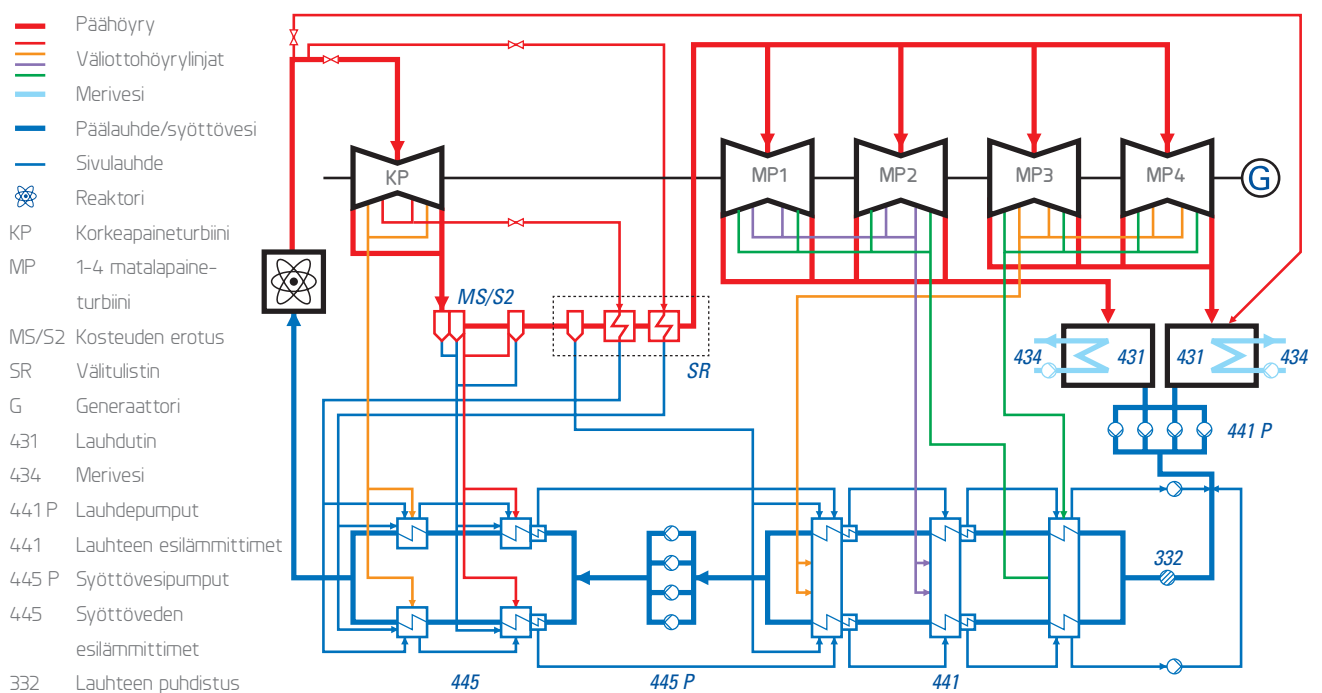 Päähöyry
Väliottohöyrylinjat
Merivesi
Päälauhde/syöttövesi
Sivulauhde
Reaktori
KP Korkeapaineturbiini
MP 1-4 matalapaine-
turbiini
MS/S2 Kosteuden erotus
SR Välitulistin
G Generaattori
431 Lauhdutin
434 Merivesi
441 P Lauhdepumput
441 Lauhteen esilämmittimet
445 P Syöttövesipumput
445 Syöttöveden
esilämmittimet
332 Lauhteen puhdistus
KP
MP1
MP2
MP3
MP4
G
MS/S2
SR
434
431
431
434
441 P
332
445
445 P
441